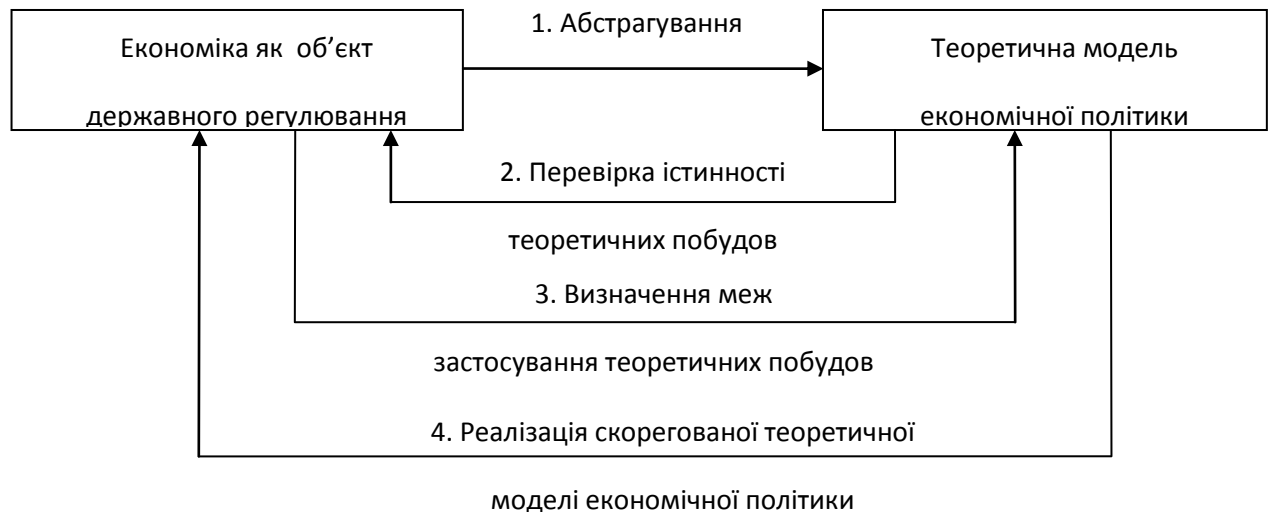 1. Абстрагування
Економіка як об’єкт
державного регулювання
Теоретична модель
економічної політики
2. Перевірка істинності
теоретичних побудов
3. Визначення меж
застосування теоретичних побудов
4. Реалізація скорегованої теоретичної
моделі економічної політики